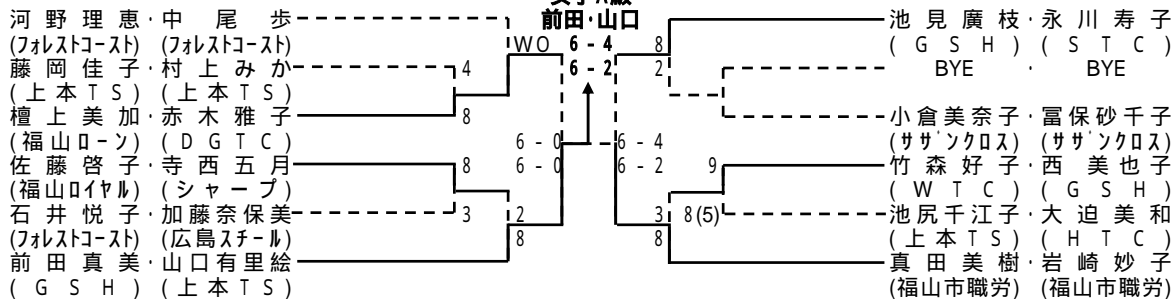 女子A級
前田・山口
6-4
6-2
河野理恵・中尾歩
(フォレストコースト) (フォレストコースト)
藤岡佳子・村上みか
(上本TS) (上本TS)
檀上美加・赤木雅子
(福山ローン) (DGTC)
佐藤啓子・寺西五月
(福山ロイヤル) (シャープ)
石井悦子・加藤奈保美
(フォレストコースト) (広島スチール)
前田真美・山口有里絵
(GSH) (上本TS)
WO
4
8
6-0
6-0
8
3
2
8
8
2
6-4
6-2
9
8(5)
3
8
池見廣枝・永川寿子
(GSH) (STC)
BYE ・ BYE
小倉美奈子・冨保砂千子
(サザンクロス) (サザンクロス)
竹森好子・西美也子
(WTC) (GSH)
池尻千江子・大迫美和
(上本TS) (HTC)
真田美樹・岩崎妙子
(福山市職労) (福山市職労)